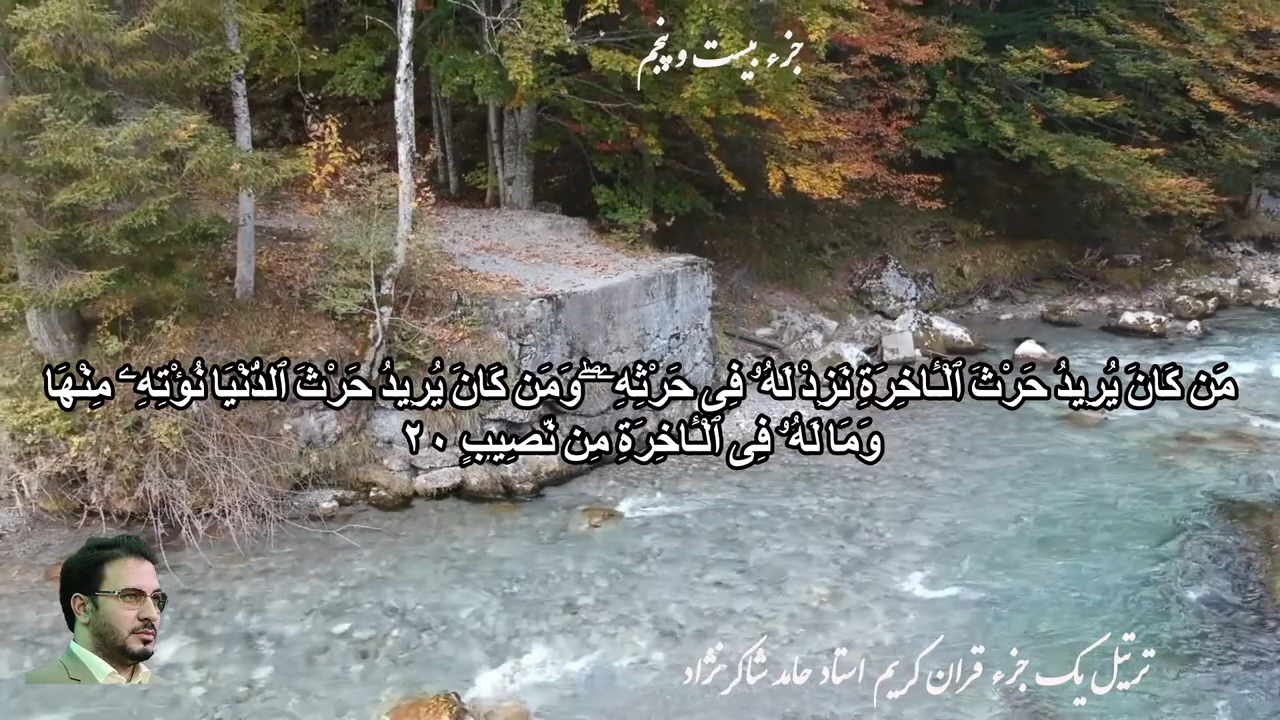 جزء بیست و پنجم
مَن كَانَ يُرِيدُ حَرْثَ ٱلْـَٔاخِرَةِ نَزِدْ لَهُۥ فِى حَرْثِهِۦ ۖ وَمَن كَانَ يُرِيدُ حَرْثَ ٱلدُّنْيَا نُؤْتِهِۦ مِنْهَا
وَمَا لَهُۥ فِى ٱلْـَٔاخِرَةِ مِن نَّصِيبٍ ٢٠
ترتیل یک جزء قران کریم استاد حامد شاکرنژاد